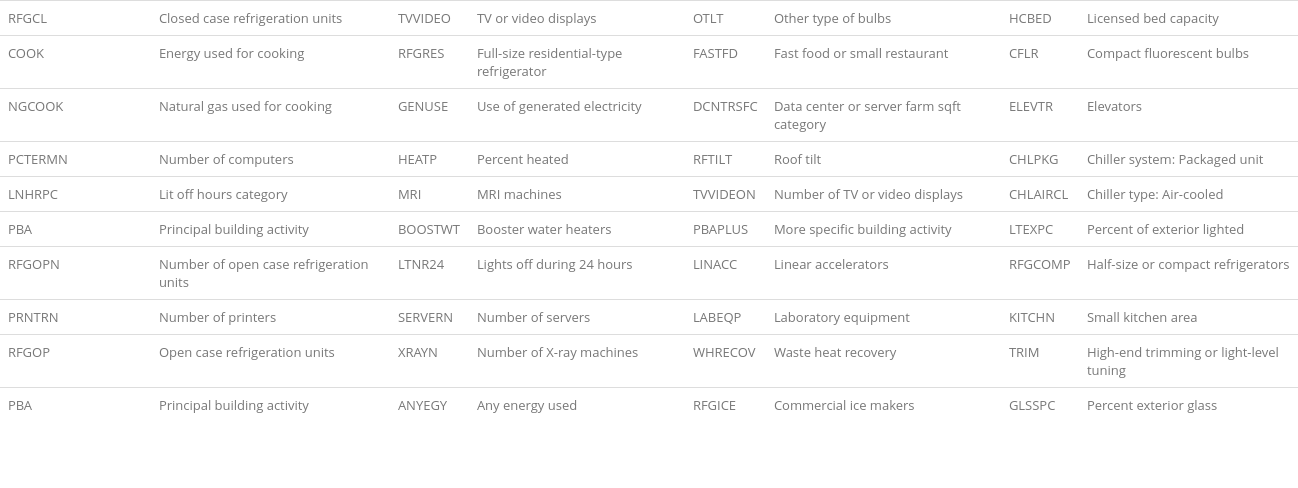 RFGCL Closed case refrigeration units TVVIDEO TV or video displays OTLT Other type of bulbs HCBED Licensed bed capacity
COOK Energy used for cooking RFGRES Full-size residential-type refrigerator FASTFD Fast food or small restaurant CFLR Compact fluorescent bulbs
NGCOOK Natural gas used for cooking GENUSE Use of generated electricity DCNTRSFC Data center or server farm sqft category ELEVTR Elevators
PCTERMN Number of computers HEATP Percent heated RFTILT Roof tilt CHLPKG Chiller system: Packaged unit
LNHRPC Lit off hours category MRI MRI machines TVVIDEON Number of TV or video displays CHLAIRCL Chiller type: Air-cooled
PBA Principal building activity BOOSTWT Booster water heaters PBAPLUS More specific building activity LTEXPC Percent of exterior lighted
RFGOPN Number of open case refrigeration units LTNR24 Lights off during 24 hours LINACC Linear accelerators RFGCOMP Half-size or compact refrigerators
PRNTRN Number of printers SERVERN Number of servers LABEQP Laboratory equipment KITCHN Small kitchen area
RFGOP Open case refrigeration units XRAYN Number of X-ray machines WHRECOV Waste heat recovery TRIM High-end trimming or light-level tuning
PBA Principal building activity ANYEGY Any energy used RFGICE Commercial ice makers GLSSPC Percent exterior glass